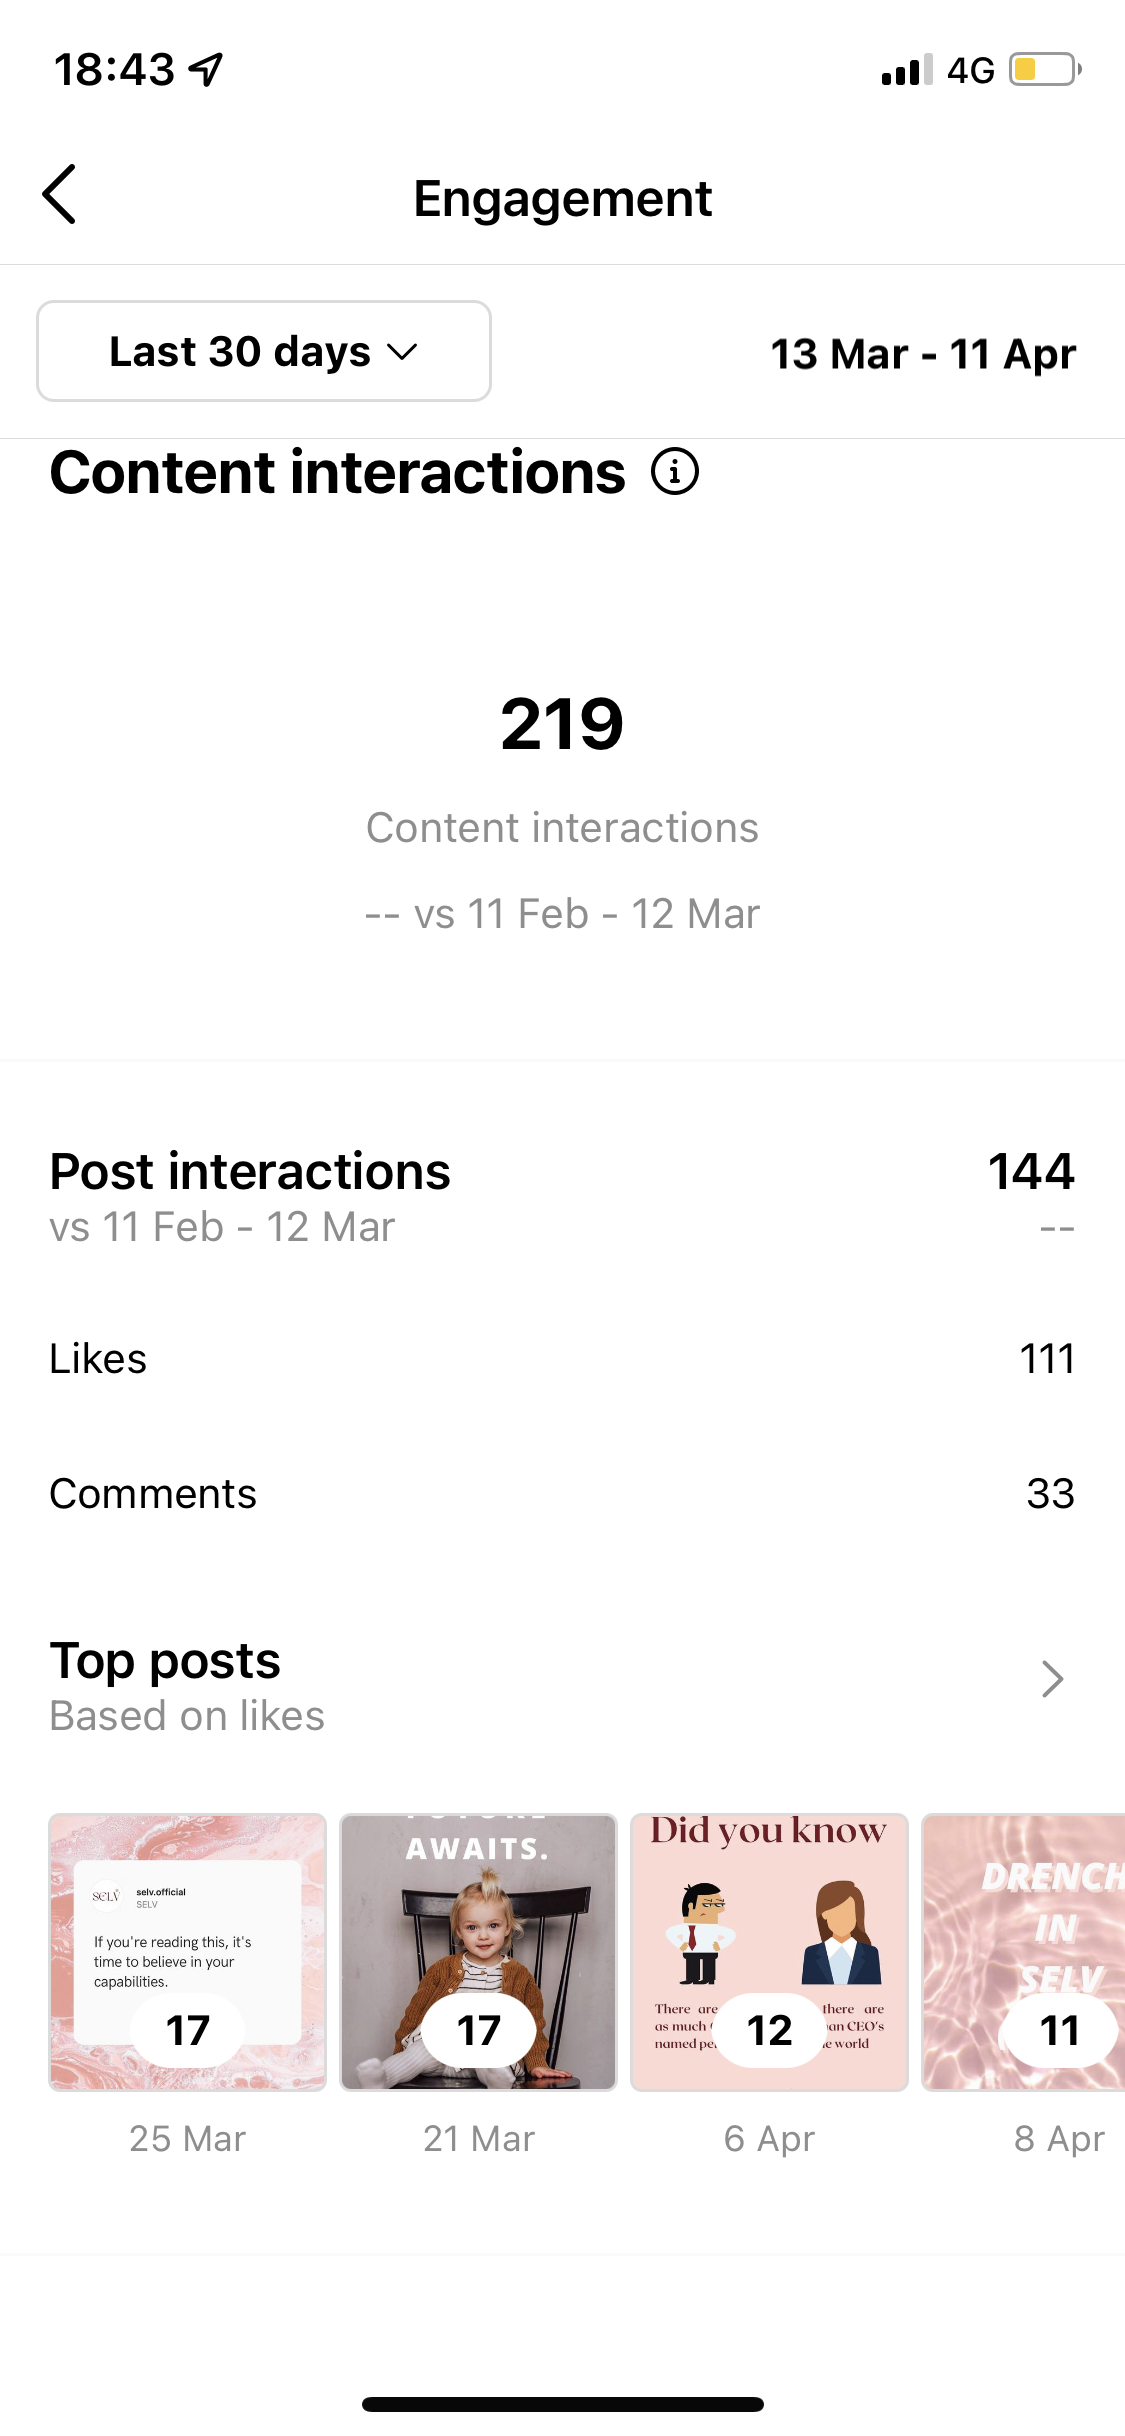 18:43
4G
Engagement
Last 30 days
13 Mar - 11 Apr
Content interactions
219
Content interactions
-- vs 11 Feb - 12 Mar
Post interactions
144
vs 11 Feb - 12 Mar
--
Likes
111
Comments
33
Top posts
Based on likes
SELV
selv.official
SELV
If you're reading this, it's
time to believe in your
capabilities.
17
AWAITS.
17
Did you know
There are
there are
as much
an CEO's
named pe
e world
12
DRENCH
IN
SELV
11
25 Mar
21 Mar
6 Apr
8 Apr